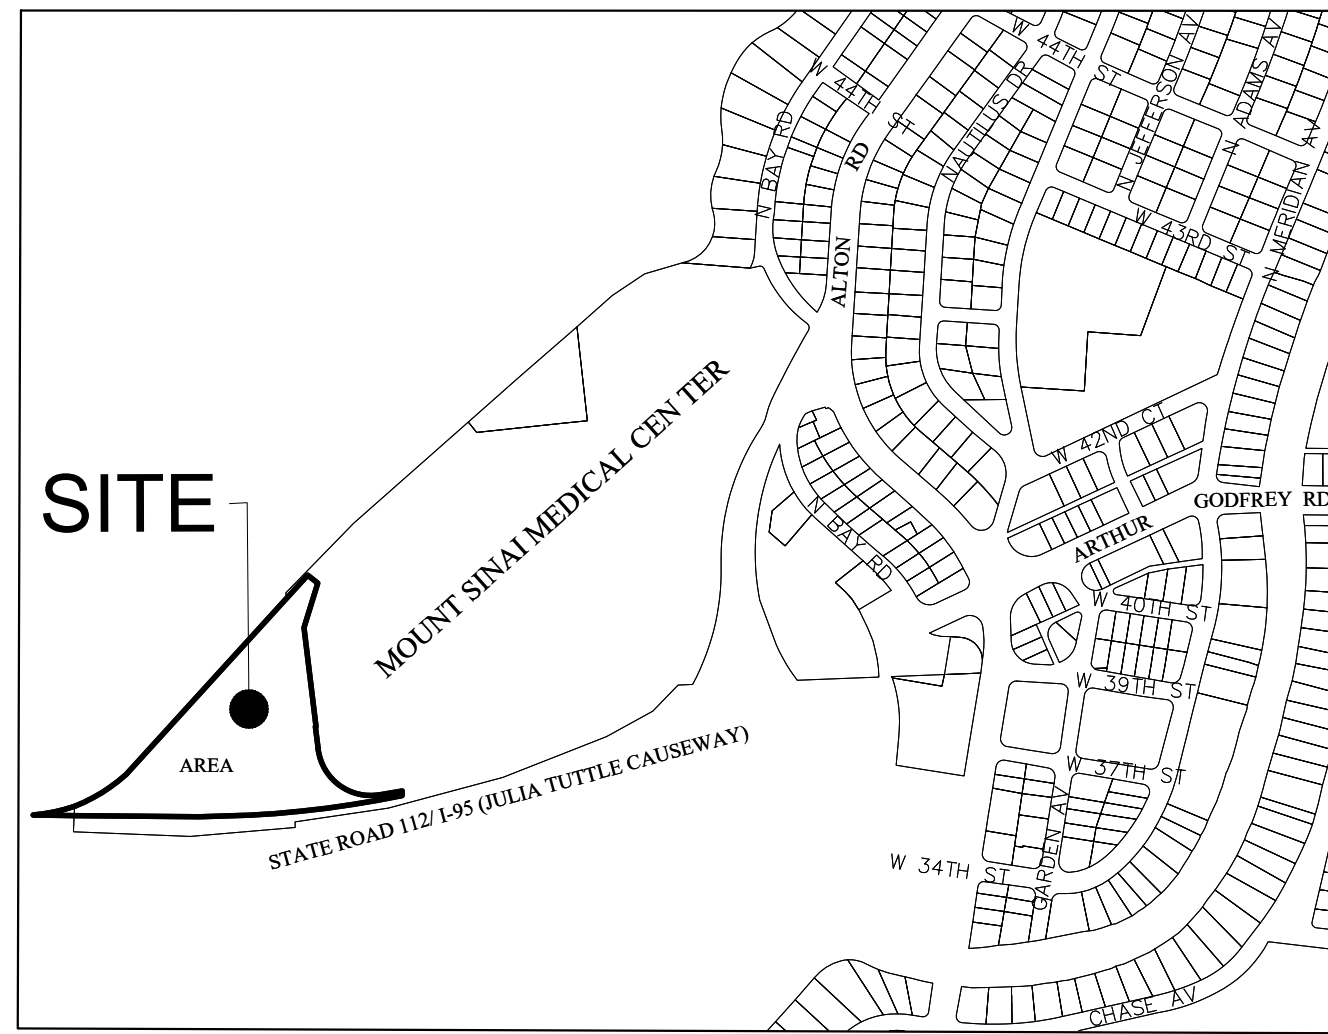 W 44TH ST
N JEFFERSON AV
N ADAMS AV
W 44TH ST
N BAY RD
NAUTILUS DR
ALTON RD
W 43RD ST
N MERIDIAN AV
MOUNT SINAI MEDICAL CEN TER
W 42ND CT
SITE
GODFREY RD
N BAY RD
ARTHUR
W 40TH ST
W 39TH ST
AREA
W 37TH ST
STATE ROAD 112/ I-95 (JULIA TUTTLE CAUSEWAY)
GARDEN AV
W 34TH ST
CHASE AV